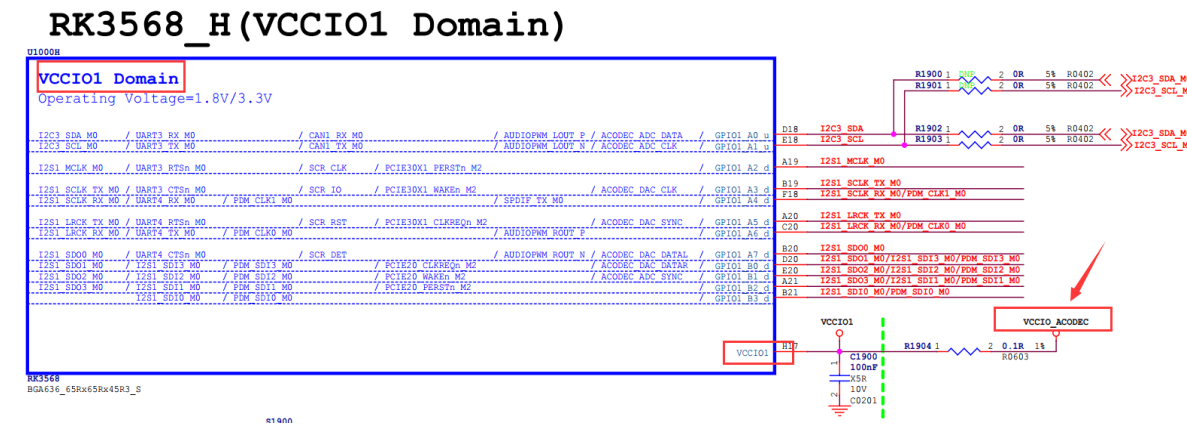 RK3568_H(VCCIO1 Domain)
U1000H
VCCIO1 Domain
Operating Voltage=1.8V/3.3V
R1900 1 DNP 2 0R 5% R0402 I2C3_SDA_M
R1901 1 DNP 2 0R 5% R0402 I2C3_SCL_M
I2C3_SDA_M0 / UART3_RX_M0 / CAN1_RX_M0 / AUDIOPWM_LOUT_P / ACODEC_ADC_DATA / GPIO1_A0_u D18 I2C3_SDA R1902 1 2 0R 5% R0402 I2C3_SDA_M
I2C3_SCL_M0 / UART3_TX_M0 / CAN1_TX_M0 / AUDIOPWM_LOUT_N / ACODEC_ADC_CLK / GPIO1_A1_u E18 I2C3_SCL R1903 1 2 0R 5% R0402 I2C3_SCL_M
I2S1_MCLK_M0 / UART3_RTSn_M0 / SCR_CLK / PCIE30X1_PERSTn_M2 / GPIO1_A2_d A19 I2S1_MCLK_M0
I2S1_SCLK_TX_M0 / UART3_CTSn_M0 / SCR_IO / PCIE30X1_WAKEn_M2 / ACODEC_DAC_CLK / GPIO1_A3_d B19 I2S1_SCLK_TX_M0
I2S1_SCLK_RX_M0 / UART4_RX_M0 / PDM_CLK1_M0 / SPDIF_TX_M0 / GPIO1_A4_d F18 I2S1_SCLK_RX_M0/PDM_CLK1_M0
I2S1_LRCK_TX_M0 / UART4_RTSn_M0 / SCR_RST / PCIE30X1_CLKREQn_M2 / ACODEC_DAC_SYNC / GPIO1_A5_d A20 I2S1_LRCK_TX_M0
I2S1_LRCK_RX_M0 / UART4_TX_M0 / PDM_CLK0_M0 / AUDIOPWM_ROUT_P / GPIO1_A6_d C20 I2S1_LRCK_RX_M0/PDM_CLK0_M0
I2S1_SDO0_M0 / UART4_CTSn_M0 / SCR_DET / AUDIOPWM_ROUT_N / ACODEC_DAC_DATAL / GPIO1_A7_d B20 I2S1_SDO0_M0
I2S1_SDO1_M0 / I2S1_SDI3_M0 / PDM_SDI3_M0 / PCIE20_CLKREQn_M2 / ACODEC_DAC_DATAR / GPIO1_B0_d D20 I2S1_SDO1_M0/I2S1_SDI3_M0/PDM_SDI3_M0
I2S1_SDO2_M0 / I2S1_SDI2_M0 / PDM_SDI2_M0 / PCIE20_WAKEn_M2 / ACODEC_ADC_SYNC / GPIO1_B1_d E20 I2S1_SDO2_M0/I2S1_SDI2_M0/PDM_SDI2_M0
I2S1_SDO3_M0 / I2S1_SDI1_M0 / PDM_SDI1_M0 / PCIE20_PERSTn_M2 / GPIO1_B2_d A21 I2S1_SDO3_M0/I2S1_SDI1_M0/PDM_SDI1_M0
I2S1_SDI0_M0 / PDM_SDI0_M0 / GPIO1_B3_d B21 I2S1_SDI0_M0/PDM_SDI0_M0
VCCIO1 VCCIO_ACODEC
VCCIO1 H17 R1904 1 2 0.1R 1%
R0603
1 C1900
100nF
X5R
10V
2 C0201
RK3568
BGA636_65Rx65Rx45R3_S
S1900